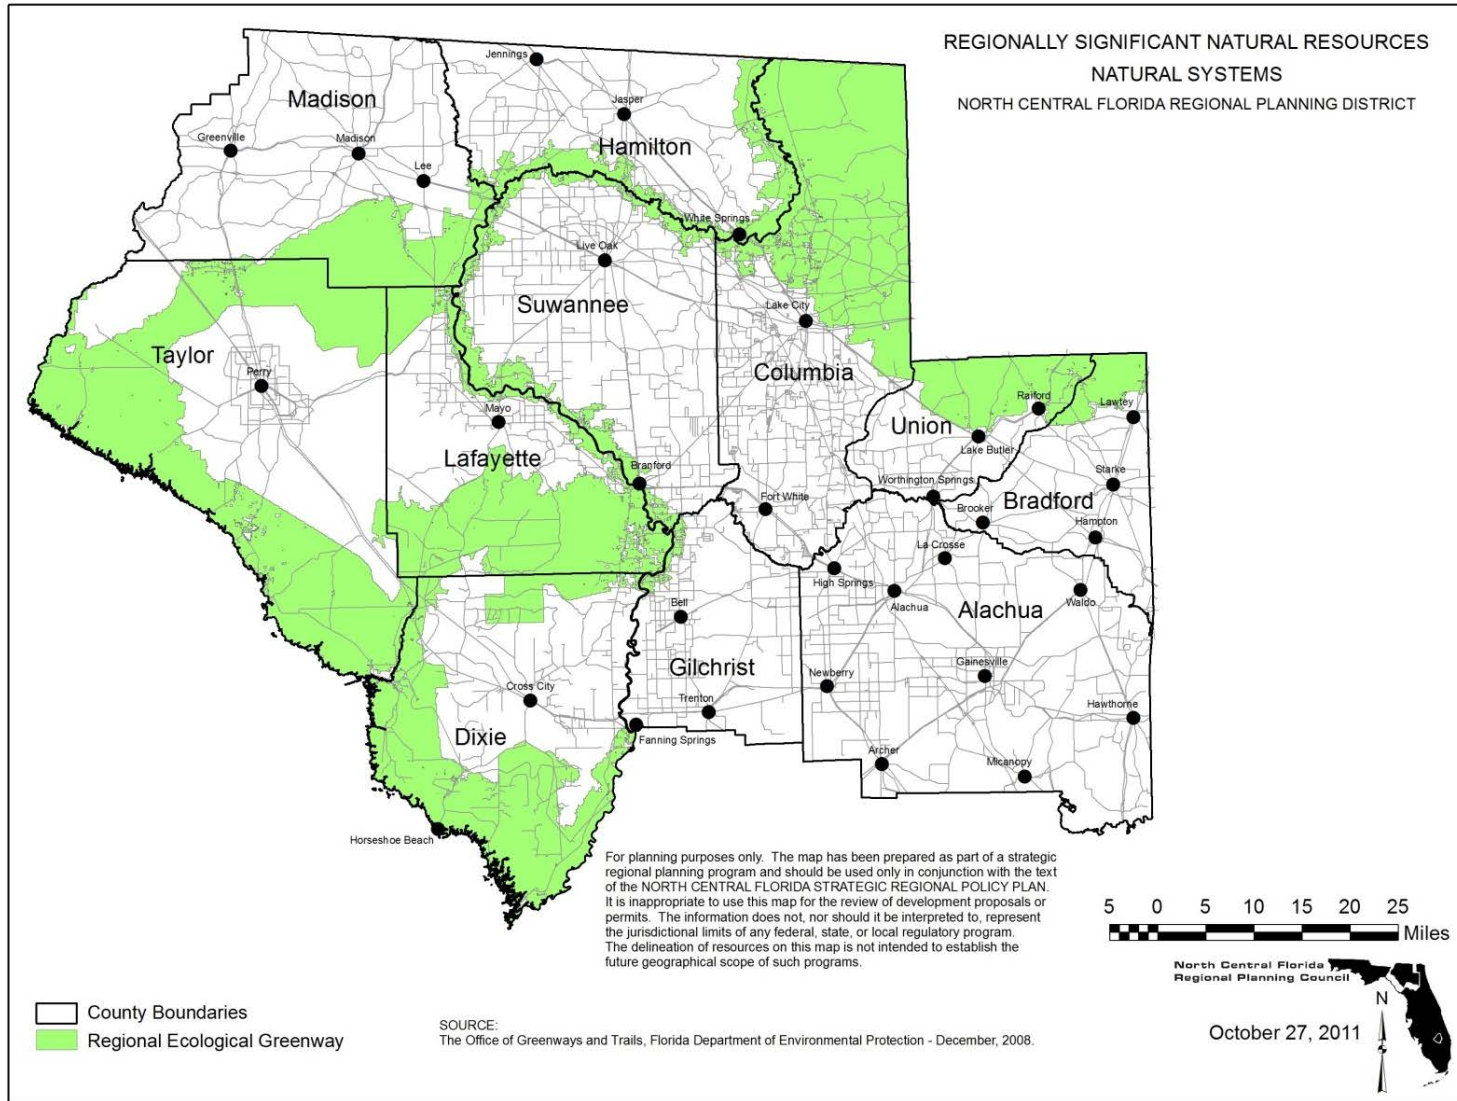 REGIONALLY SIGNIFICANT NATURAL RESOURCES
NATURAL SYSTEMS
NORTH CENTRAL FLORIDA REGIONAL PLANNING DISTRICT
Jennings
Madison
Jasper
Greenville
Madison
Hamilton
Lee
White Springs
Live Oak
Suwannee
Lake City
Taylor
Perry
Columbia
Mayo
Raiford
Lawtey
Union
Lafayette
Lake Butler
Branford
Starke
Worthington Springs
Fort White
Bradford
Brooker
Hampton
La Crosse
High Springs
Bell
Alachua
Alachua
Waldo
Gilchrist
Gainesville
Newberry
Cross City
Trenton
Hawthorne
Dixie
Fanning Springs
Archer
Micanopy
Horseshoe Beach
For planning purposes only. The map has been prepared as part of a strategic
regional planning program and should be used only in conjunction with the text
of the NORTH CENTRAL FLORIDA STRATEGIC REGIONAL POLICY PLAN.
It is inappropriate to use this map for the review of development proposals or
permits. The information does not, nor should it be interpreted to, represent
the jurisdictional limits of any federal, state, or local regulatory program.
The delineation of resources on this map is not intended to establish the
future geographical scope of such programs.
5 0 5 10 15 20 25
Miles
North Central Florida
Regional Planning Council
N
October 27, 2011
County Boundaries
Regional Ecological Greenway
SOURCE:
The Office of Greenways and Trails, Florida Department of Environmental Protection - December, 2008.